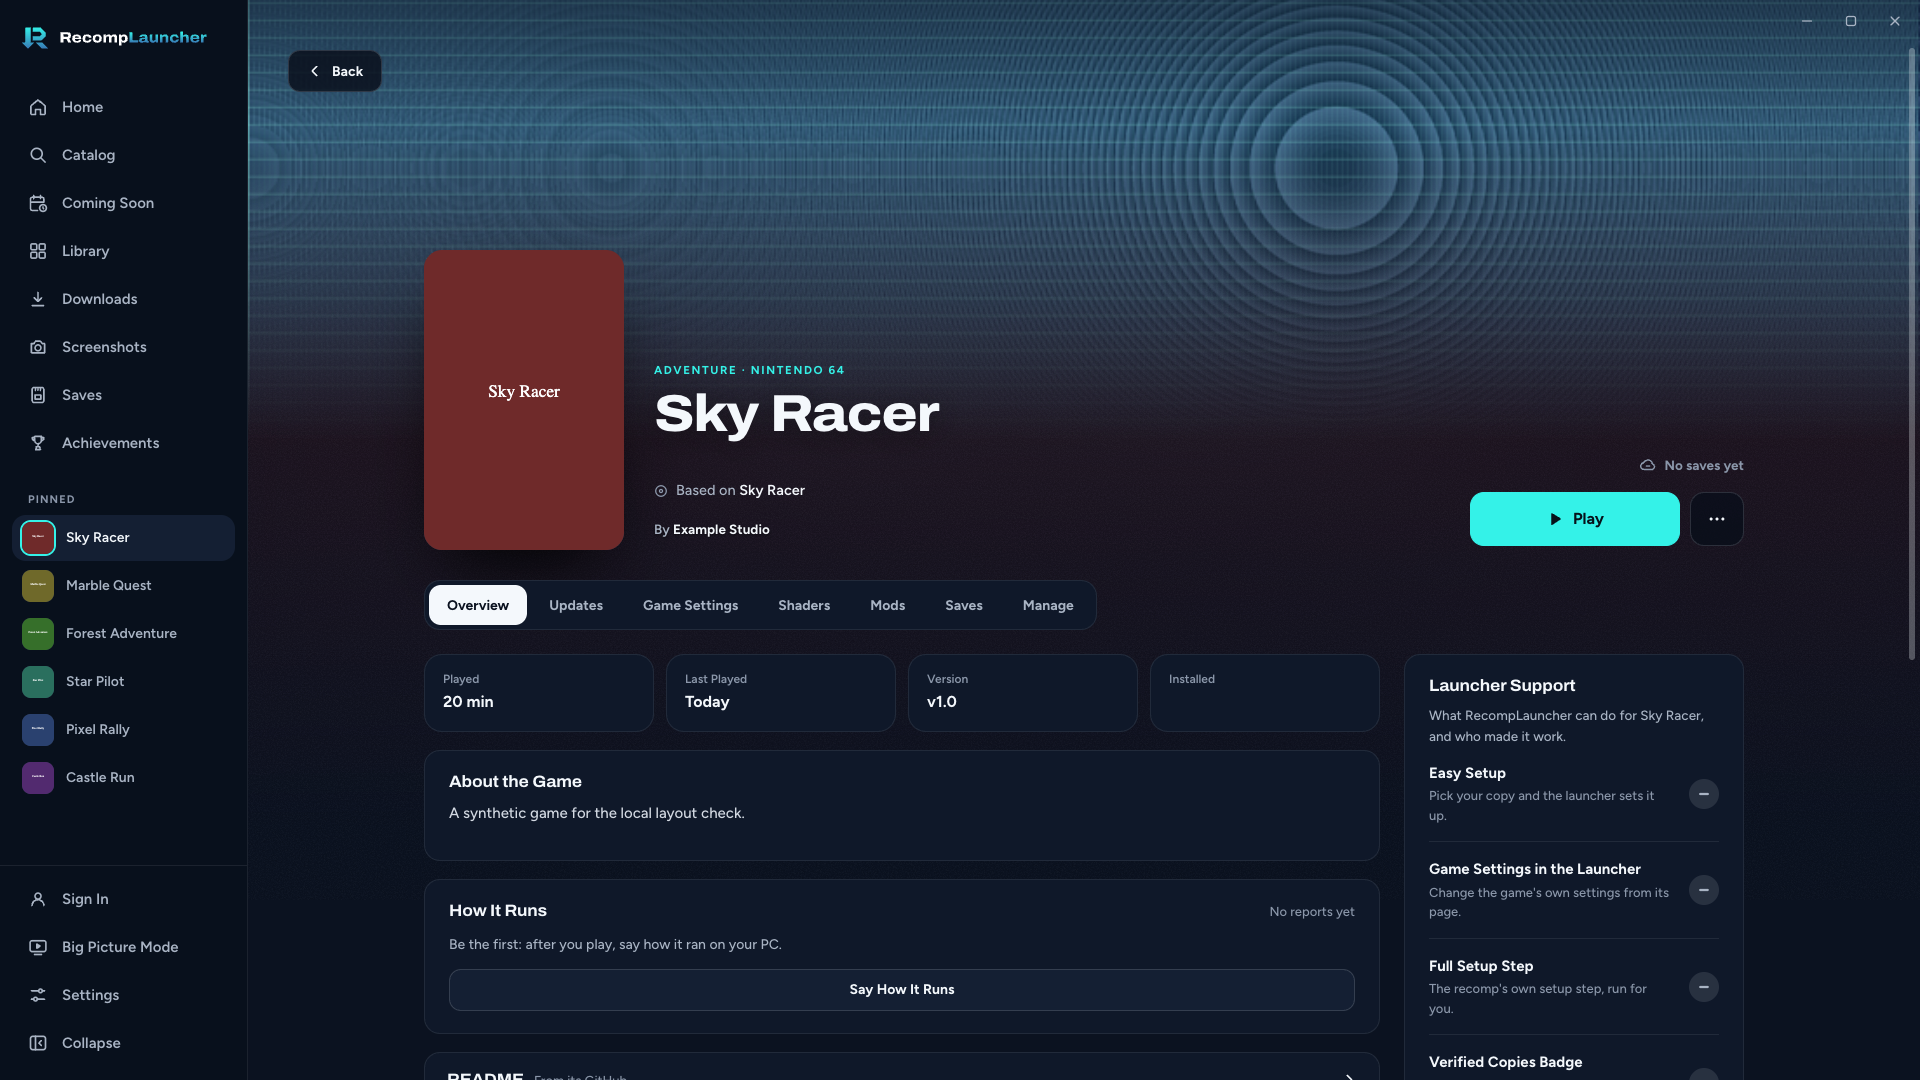 RecompLauncher
Back
Home
Catalog
Coming Soon
Library
Downloads
Screenshots
Saves
Achievements
PINNED
Sky Racer
Marble Quest
Forest Adventure
Star Pilot
Pixel Rally
Castle Run
Sign In
Big Picture Mode
Settings
Collapse
Sky Racer
ADVENTURE · NINTENDO 64
Sky Racer
Based on Sky Racer
By Example Studio
No saves yet
Play
Overview
Updates
Game Settings
Shaders
Mods
Saves
Manage
Played
20 min
Last Played
Today
Version
v1.0
Installed
About the Game
A synthetic game for the local layout check.
How It Runs
No reports yet
Be the first: after you play, say how it ran on your PC.
Say How It Runs
README From its GitHub
Launcher Support
What RecompLauncher can do for Sky Racer,
and who made it work.
Easy Setup
Pick your copy and the launcher sets it
up.
Game Settings in the Launcher
Change the game's own settings from its
page.
Full Setup Step
The recomp's own setup step, run for
you.
Verified Copies Badge